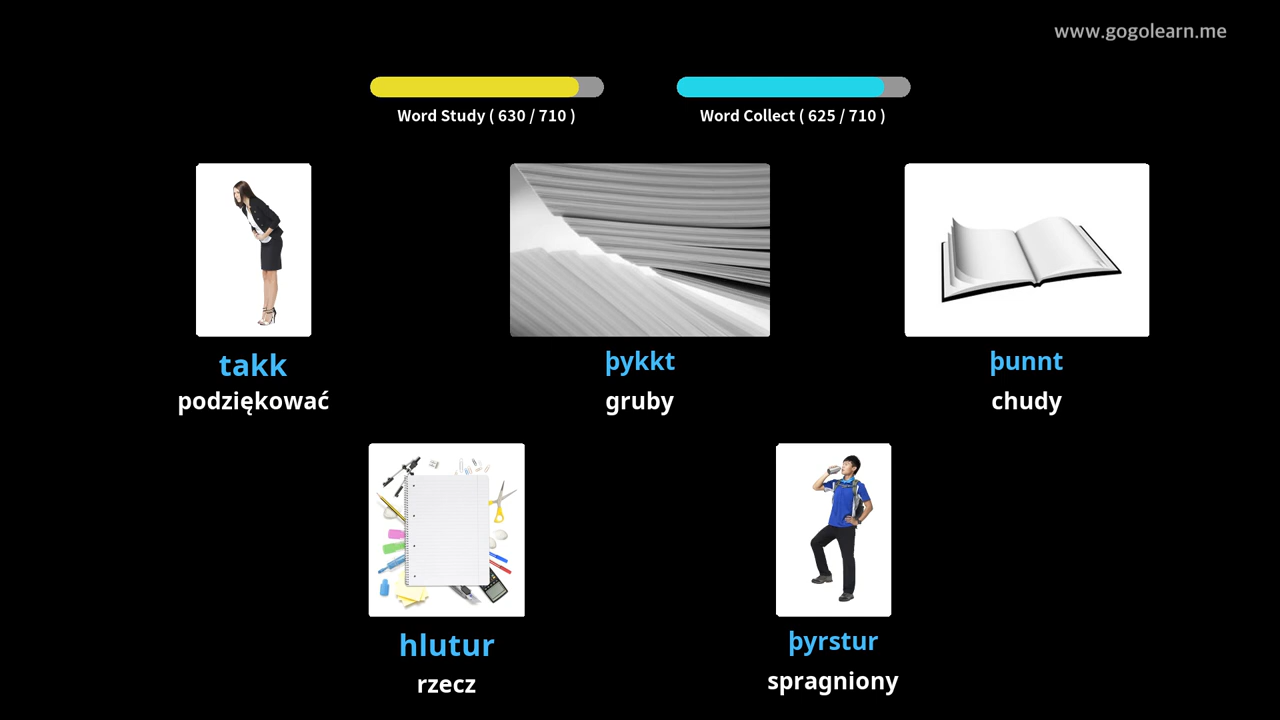 www.gogolearn.me
Word Study ( 630 / 710 )
Word Collect ( 625 / 710 )
takk
podziękować
þykkt
gruby
þunnt
chudy
hlutur
rzecz
þyrstur
spragniony